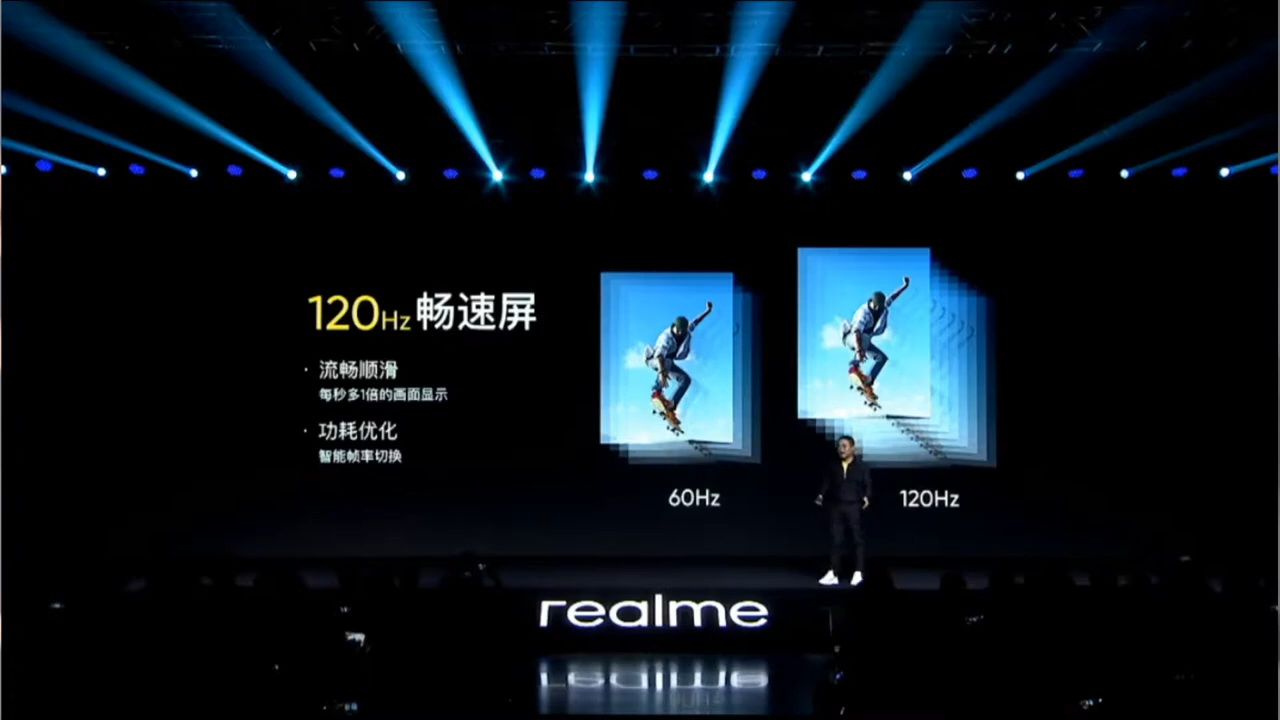 120Hz 畅速屏
· 流畅顺滑
每秒多1倍的画面显示
· 功耗优化
智能帧率切换
60Hz
120Hz
realme